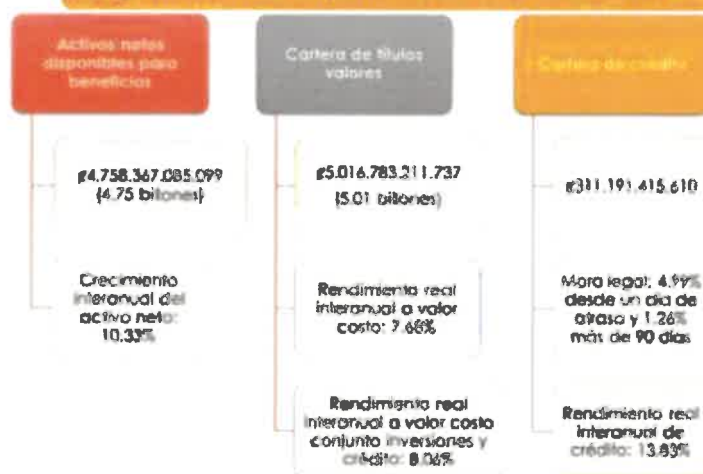 Activos netos
disponibles para
beneficios
¢4.758.367.085.099
(4.75 billones)
Crecimiento
interanual del
activo neto:
10.33%
Cartera de títulos
valores
¢5.016.783.211.737
(5.01 billones)
Rendimiento real
interanual a valor
costo: 7.68%
Rendimiento real
interanual a valor costo
conjunto inversiones y
crédito: 8.06%
Cartera de crédito
¢311.191.415.610
Mora legal: 4.99%
desde un día de
atraso y 1.26%
más de 90 días
Rendimiento real
interanual de
crédito: 13.83%